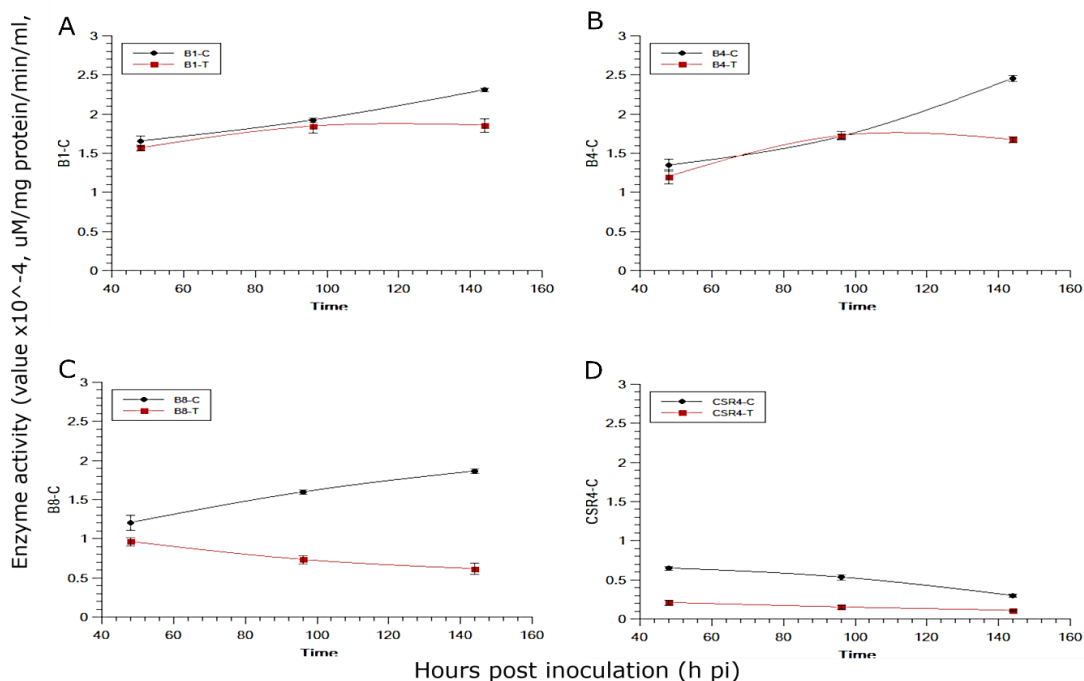 Enzyme activity (value x10^-4, uM/mg protein/min/ml,
A
B1-C
B1-T
3
2.5
2
1.5
1
0.5
0
B1-C
40 60 80 100 120 140 160
Time
B
B4-C
B4-T
3
2.5
2
1.5
1
0.5
0
B4-C
40 60 80 100 120 140 160
Time
C
B8-C
B8-T
3
2.5
2
1.5
1
0.5
0
B8-C
40 60 80 100 120 140 160
Time
D
CSR4-C
CSR4-T
3
2.5
2
1.5
1
0.5
0
CSR4-C
40 60 80 100 120 140 160
Time
Hours post inoculation (h pi)